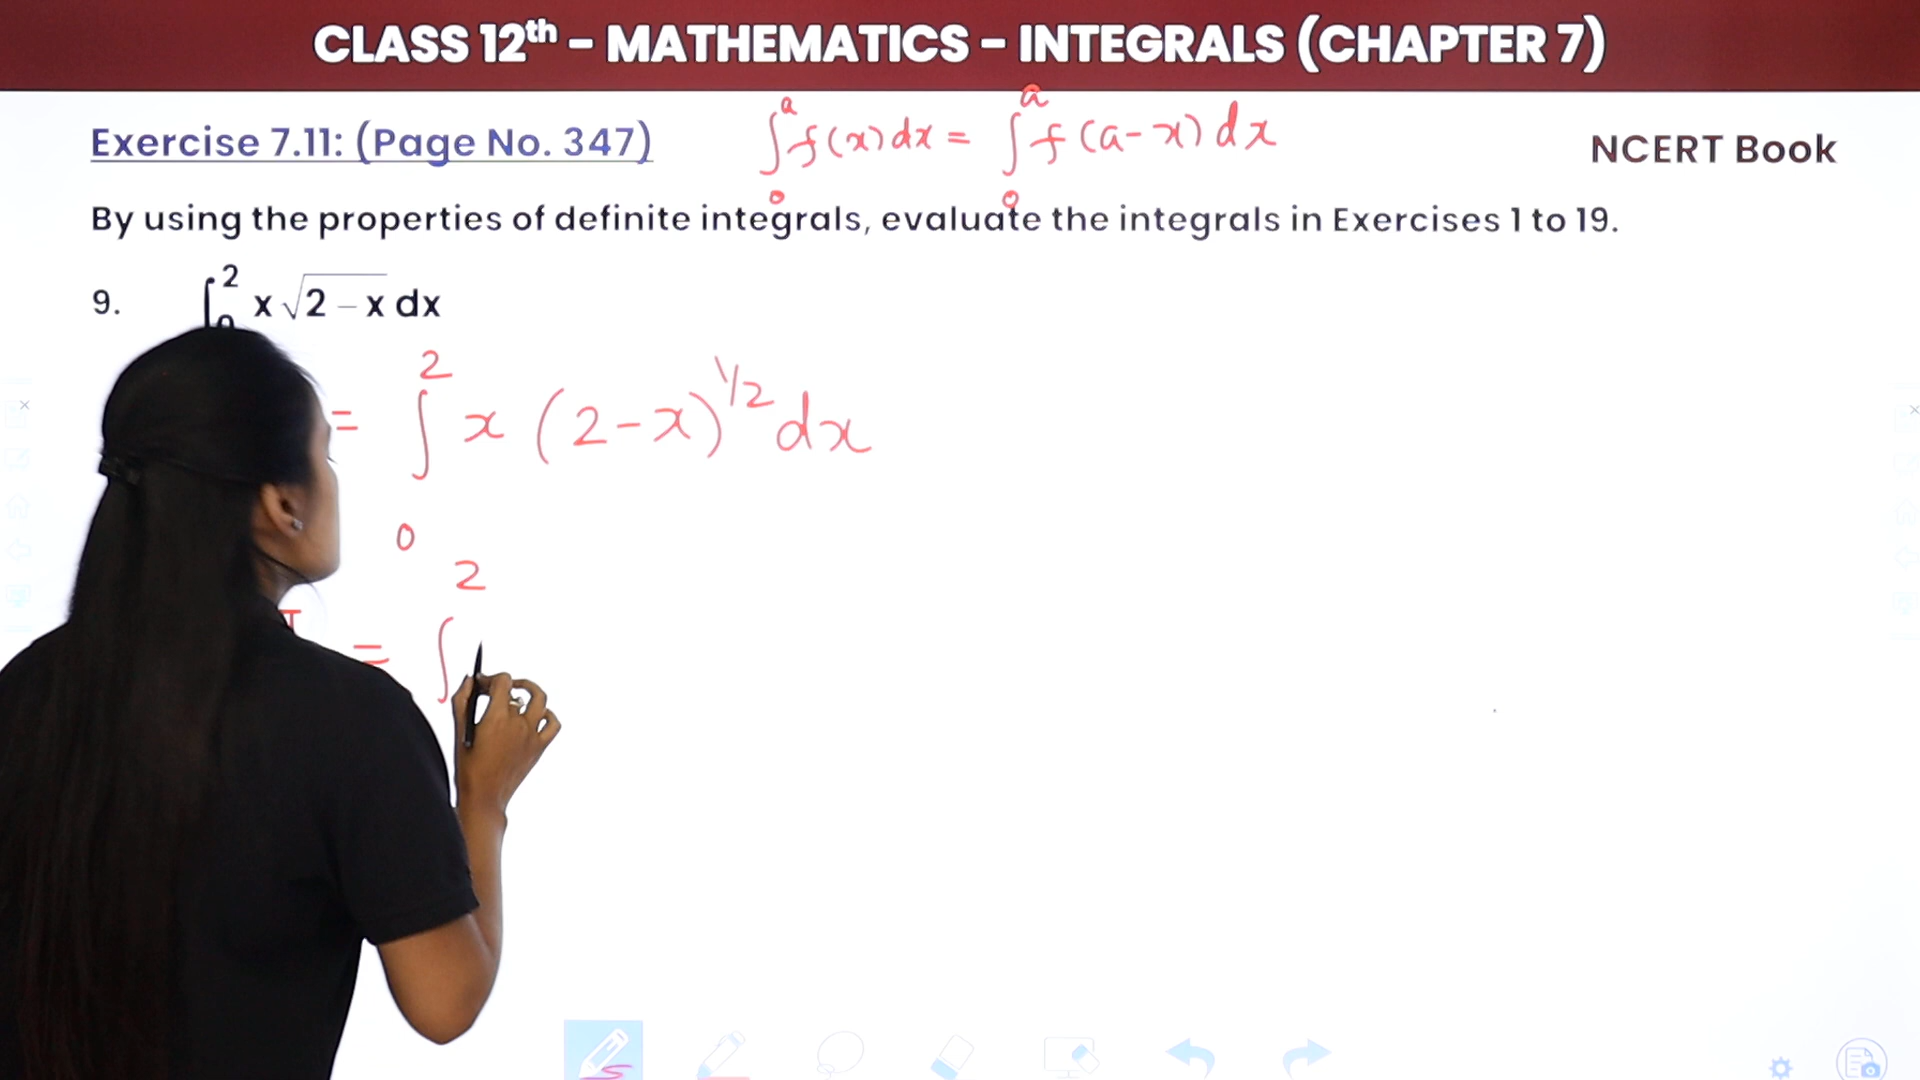 CLASS 12th – MATHEMATICS – INTEGRALS (CHAPTER 7)
Exercise 7.11: (Page No. 347)
∫₀ᵃ f(x) dx = ∫₀ᵃ f(a-x) dx
NCERT Book
By using the properties of definite integrals, evaluate the integrals in Exercises 1 to 19.
9. ∫₀² x √(2 – x) dx
= ∫₀² x (2-x)^1/2 dx
I = ∫²